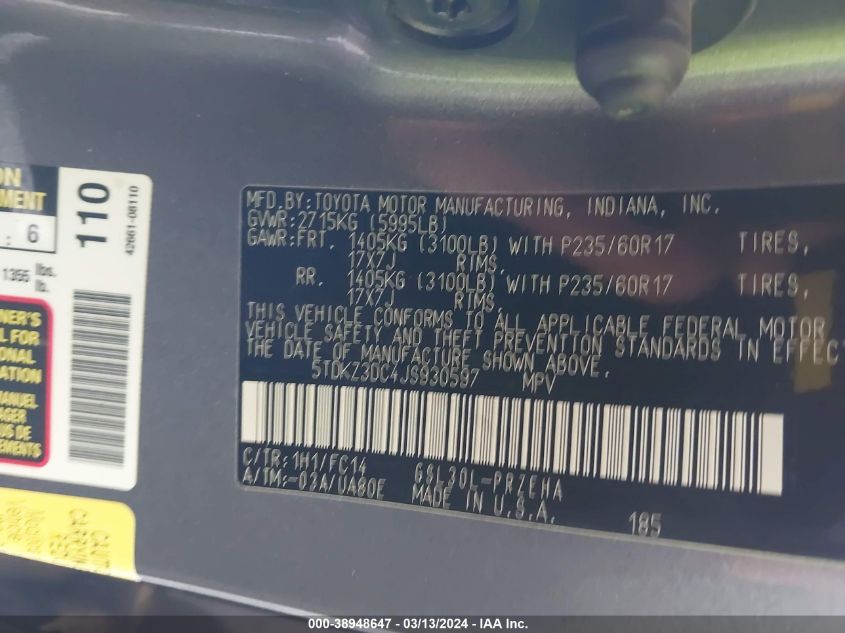 ON
MENT
: 6
1355 lbs.
lb.
110
42661-08110
NER'S
L FOR
ONAL
ATION
MANUAL
AGER
US DE
EMENTS
MFD.BY:TOYOTA MOTOR MANUFACTURING, INDIANA, INC.
GVWR:2715KG (5995LB)
GAWR:FRT. 1405KG (3100LB) WITH P235/60R17 TIRES,
17X7J RIMS,
RR. 1405KG (3100LB) WITH P235/60R17 TIRES,
17X7J RIMS,
THIS VEHICLE CONFORMS TO ALL APPLICABLE FEDERAL MOTOR
VEHICLE SAFETY AND THEFT PREVENTION STANDARDS IN EFFECT
THE DATE OF MANUFACTURE SHOWN ABOVE.
5TDKZ3DC4JS930597 MPV
C/TR:1H1/FC14 GSL30L-PRZEHA
A/TM:-03A/UA80E MADE IN U.S.A.
185
000-38948647 - 03/13/2024 - IAA Inc.